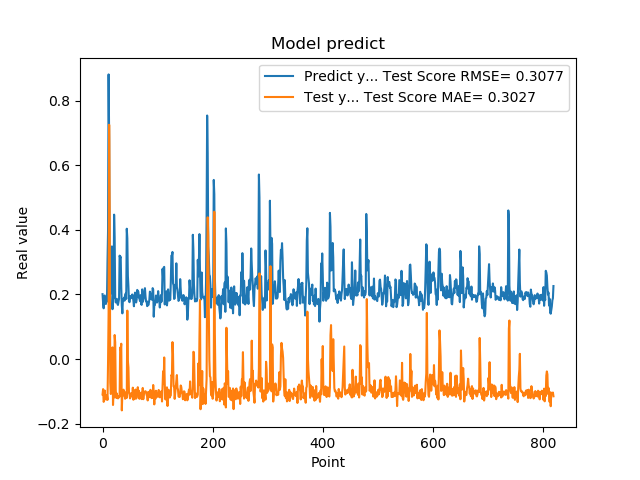 Model predict
Predict y... Test Score RMSE= 0.3077
Test y... Test Score MAE= 0.3027
Real value
0.8
0.6
0.4
0.2
0.0
−0.2
0 200 400 600 800
Point